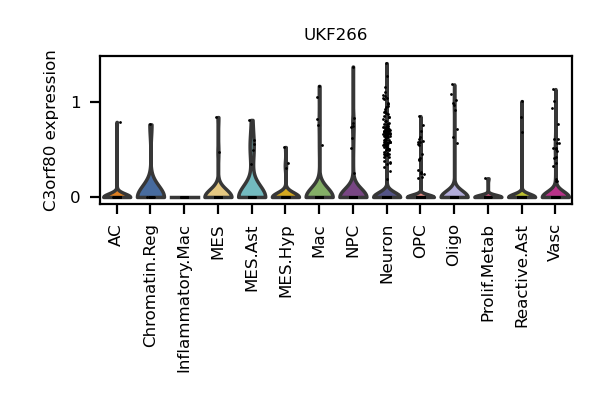 UKF266
C3orf80 expression
1
0
AC
Chromatin.Reg
Inflammatory.Mac
MES
MES.Ast
MES.Hyp
Mac
NPC
Neuron
OPC
Oligo
Prolif.Metab
Reactive.Ast
Vasc